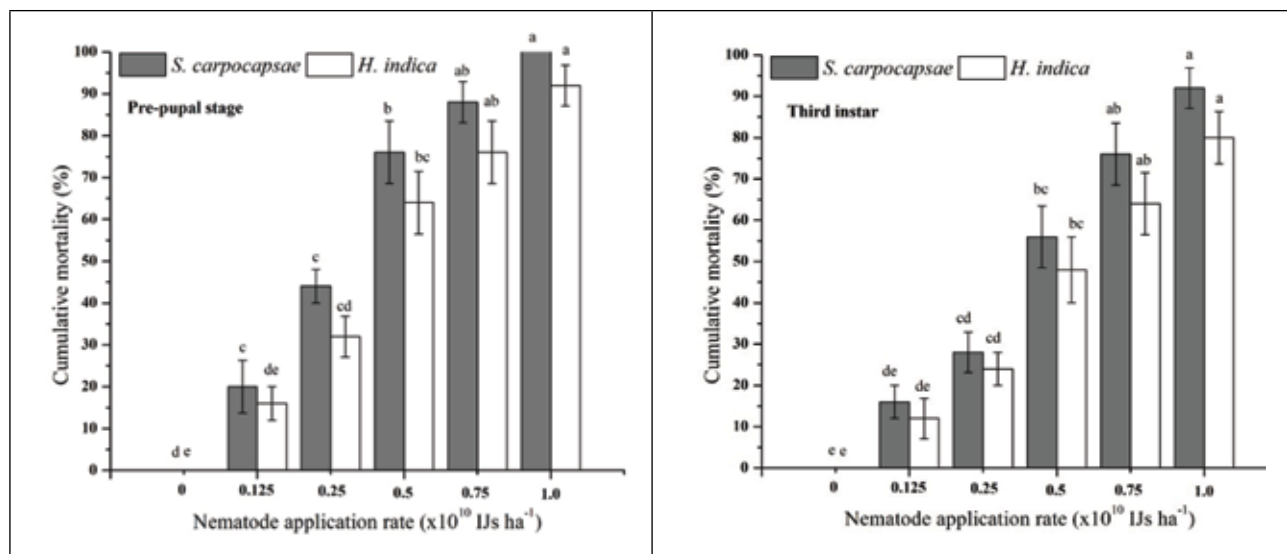 a a
100 S. carpocapsae H. indica
ab
90
Pre-pupal stage b ab
80
bc
70
60
50 c
40 cd
30
c
20 de
10
d e
0
0 0.125 0.25 0.5 0.75 1.0
Cumulative mortality (%)
Nematode application rate (x10¹⁰ IJs ha⁻¹)
100 S. carpocapsae H. indica a
90
Third instar ab a
80
ab
70
bc
60 bc
50
40
cd cd
30
20 de de
10
e e
0
0 0.125 0.25 0.5 0.75 1.0
Cumulative mortality (%)
Nematode application rate (x10¹⁰ IJs ha⁻¹)